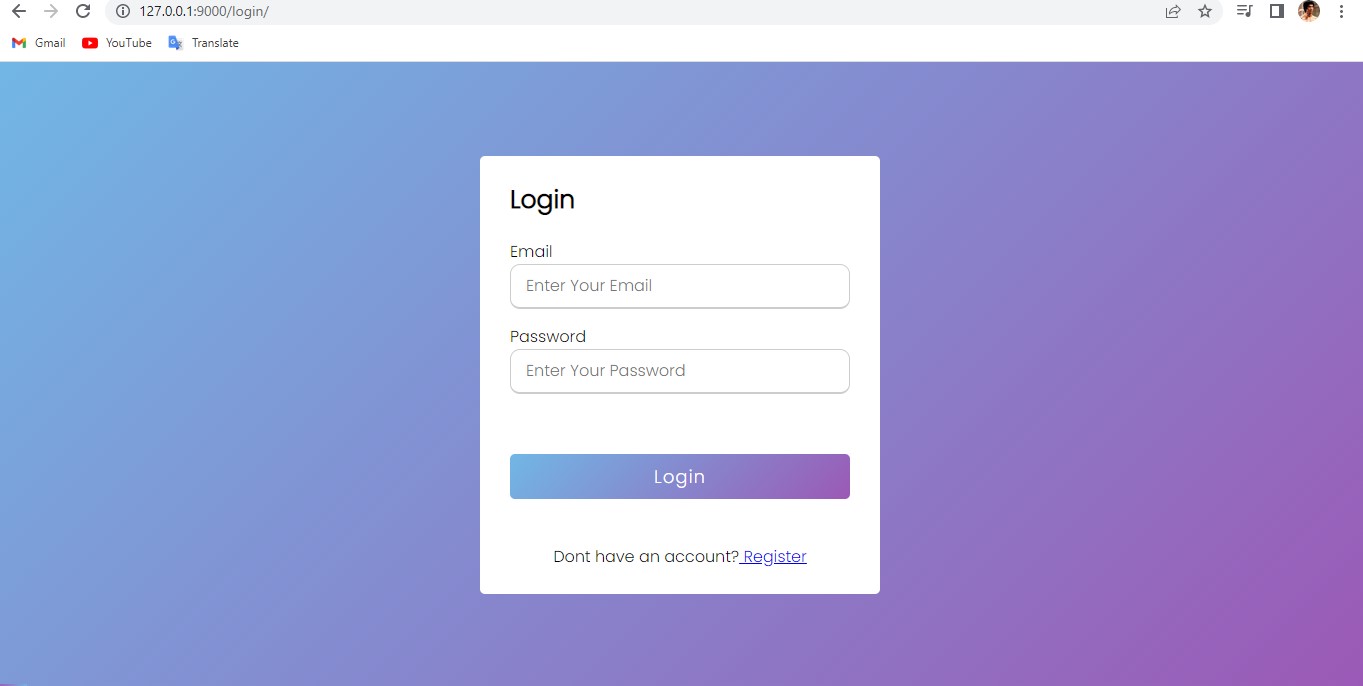 127.0.0.1:9000/login/
Gmail YouTube Translate
Login
Email
Enter Your Email
Password
Enter Your Password
Login
Dont have an account? Register